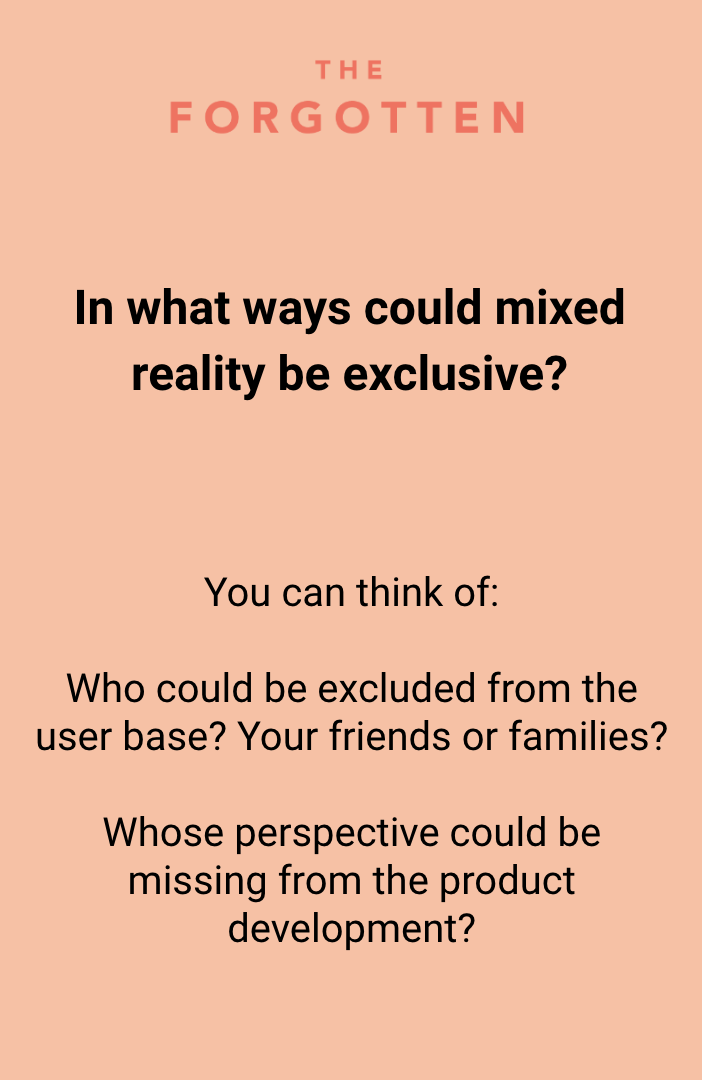 THE
FORGOTTEN
In what ways could mixed
reality be exclusive?
You can think of:
Who could be excluded from the
user base? Your friends or families?
Whose perspective could be
missing from the product
development?